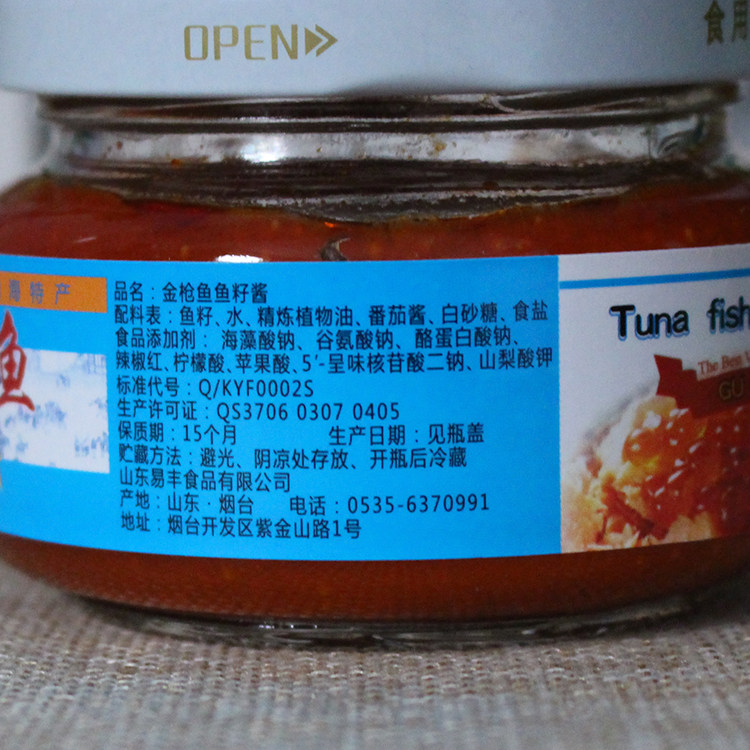 OPEN
食用
海特产
鱼
品名：金枪鱼鱼籽酱
配料表：鱼籽、水、精炼植物油、番茄酱、白砂糖、食盐
食品添加剂：海藻酸钠、谷氨酸钠、酪蛋白酸钠、
辣椒红、柠檬酸、苹果酸、5′-呈味核苷酸二钠、山梨酸钾
标准代号：Q/KYF0002S
生产许可证：QS3706 0307 0405
保质期：15个月 生产日期：见瓶盖
贮藏方法：避光、阴凉处存放、开瓶后冷藏
山东易丰食品有限公司
产地：山东·烟台 电话：0535-6370991
地址：烟台开发区紫金山路1号
Tuna fish
The Best
GU